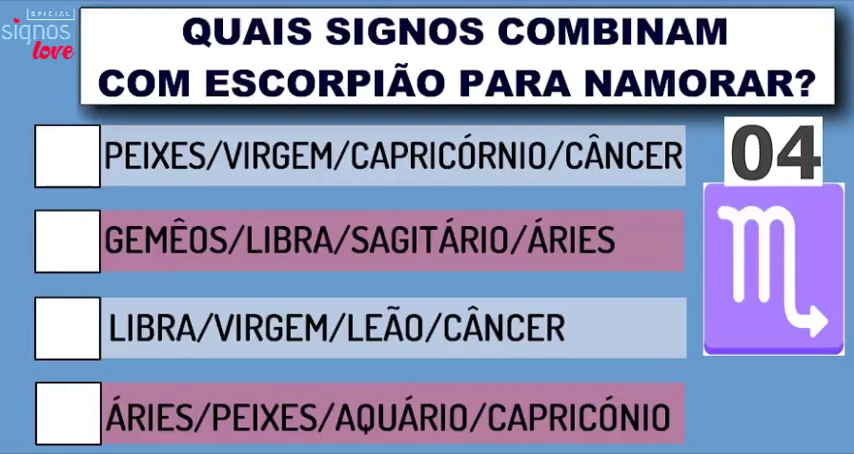 OFICIAL
signos
love
QUAIS SIGNOS COMBINAM
COM ESCORPIÃO PARA NAMORAR?
PEIXES/VIRGEM/CAPRICÓRNIO/CÂNCER
04
GEMÊOS/LIBRA/SAGITÁRIO/ÁRIES
LIBRA/VIRGEM/LEÃO/CÂNCER
ÁRIES/PEIXES/AQUÁRIO/CAPRICÓNIO